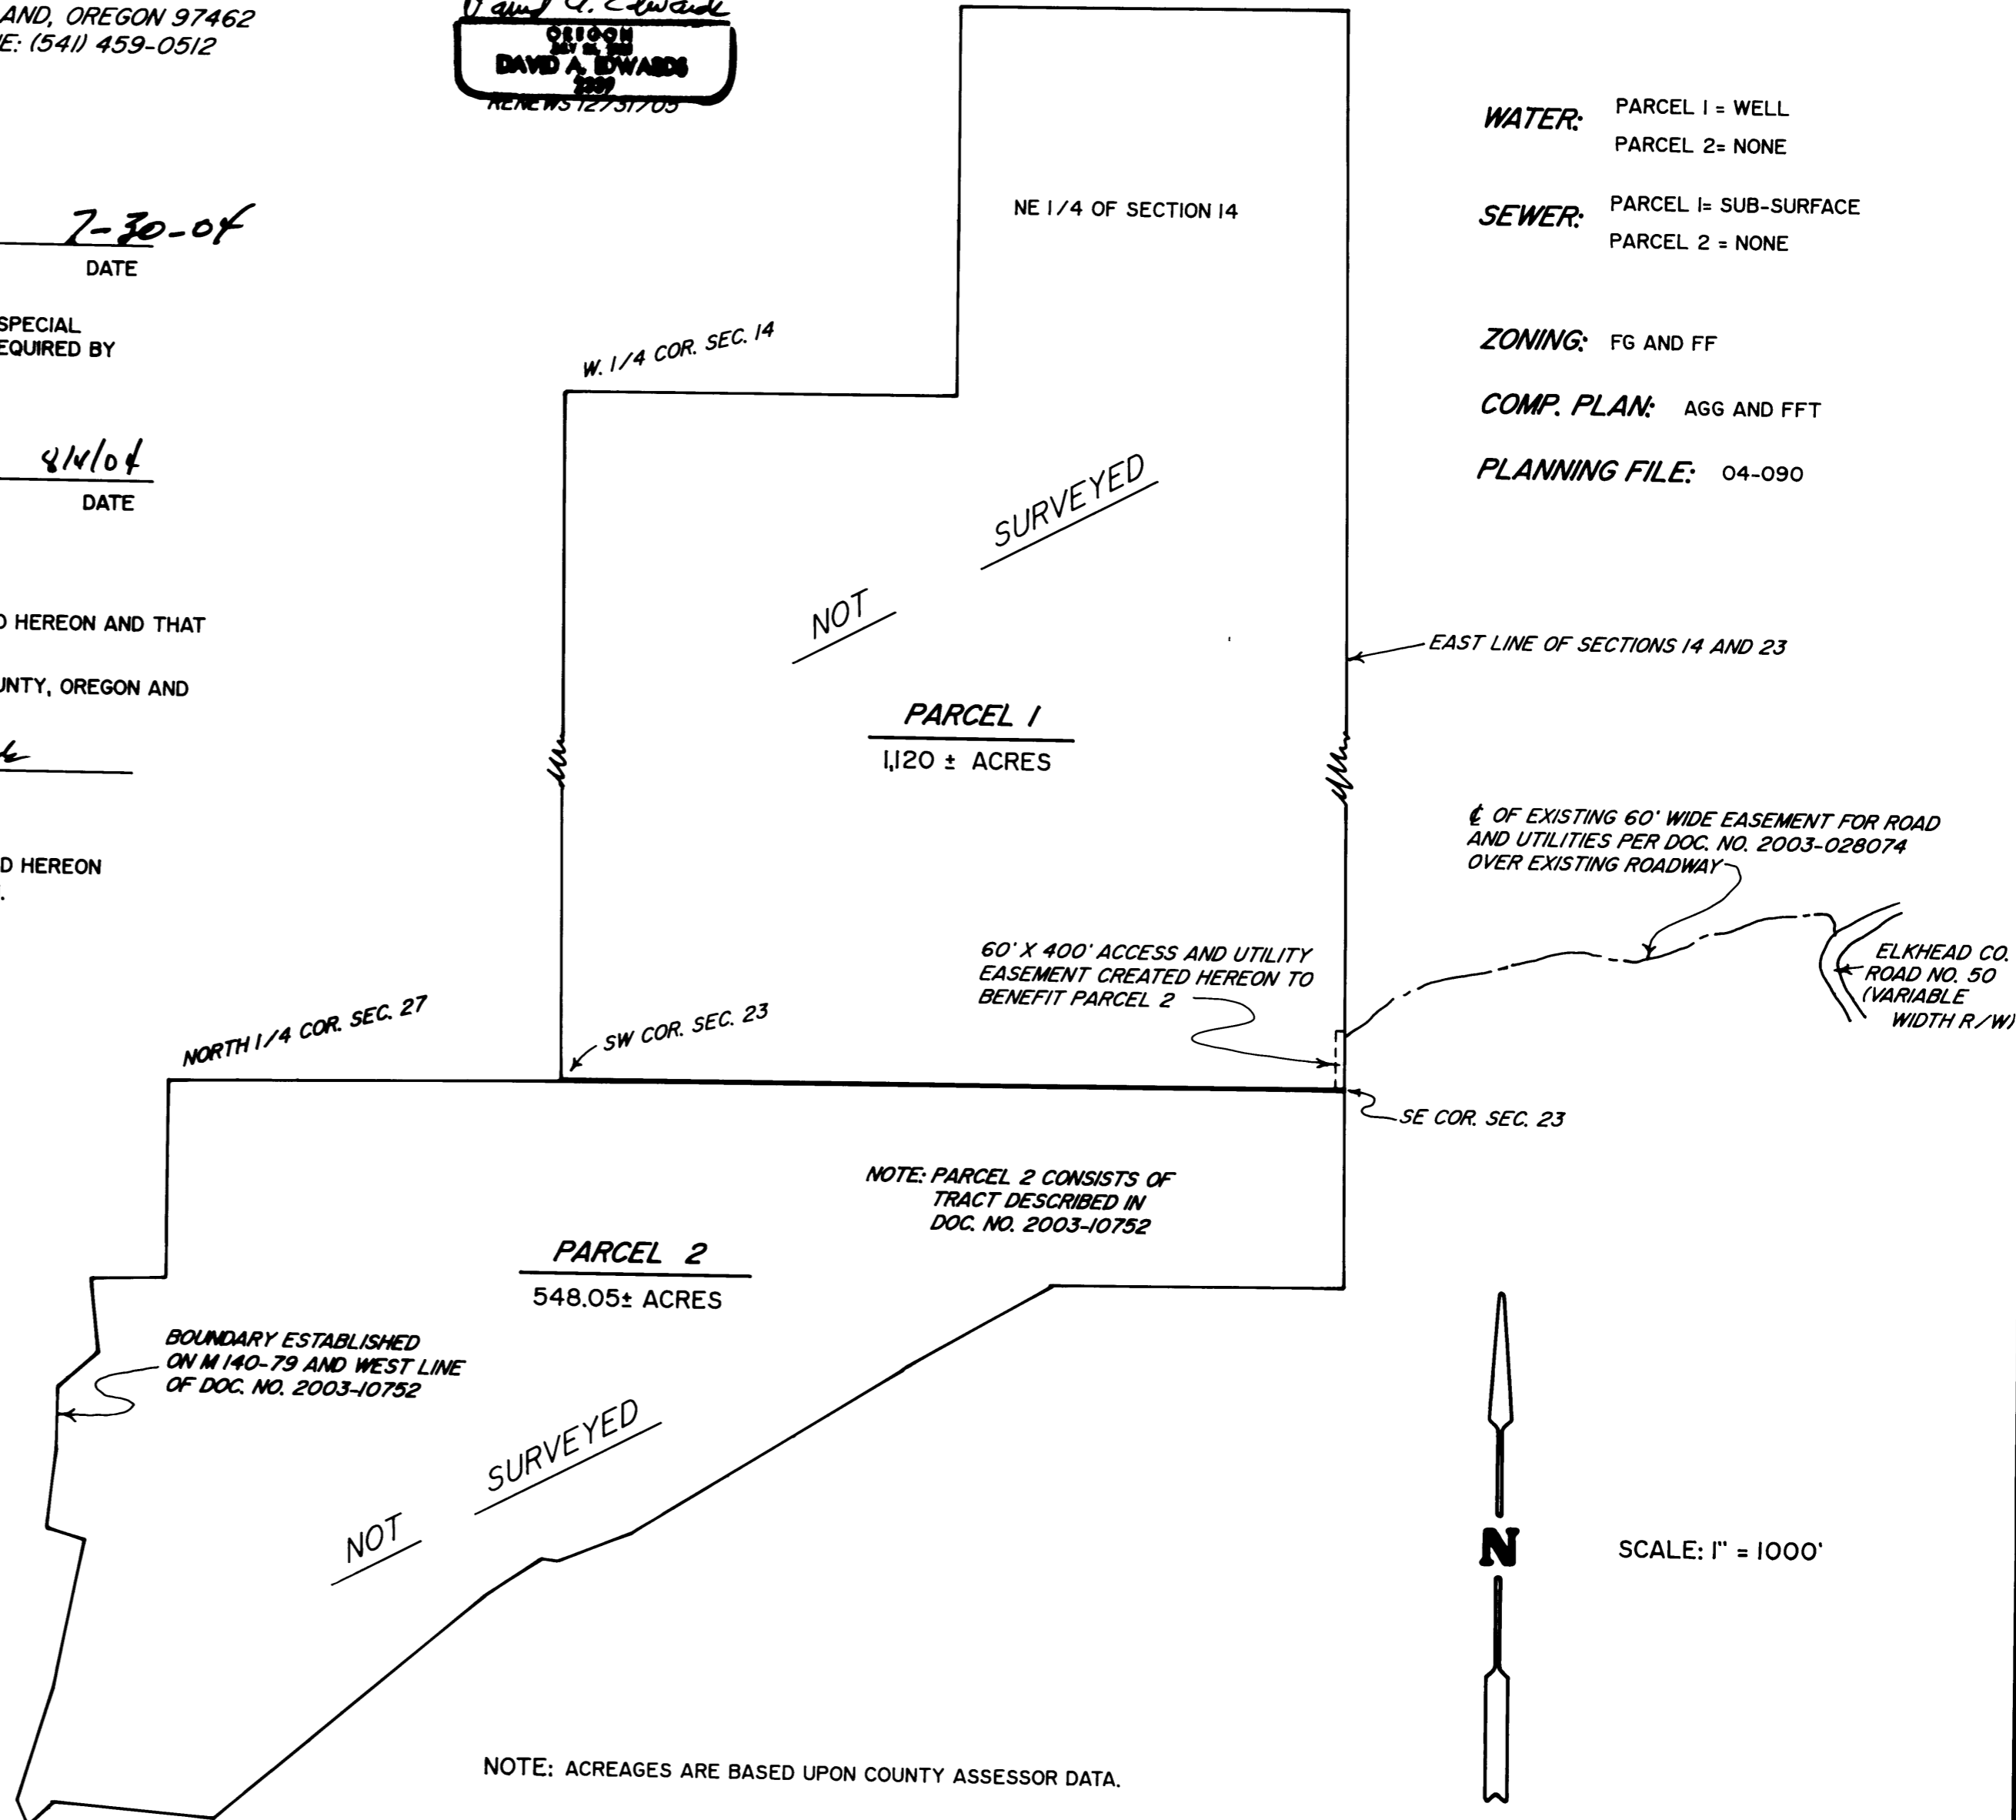 AND, OREGON 97462
E: (541) 459-0512
David A. Edwards
OREGON
DAVID A. EDWARDS
RENEWS 12/31/05
7-30-04
DATE
SPECIAL
EQUIRED BY
DATE
D HEREON AND THAT
UNTY, OREGON AND
D HEREON
WATER: PARCEL 1 = WELL
PARCEL 2= NONE
SEWER: PARCEL 1= SUB-SURFACE
PARCEL 2 = NONE
ZONING: FG AND FF
COMP. PLAN: AGG AND FFT
PLANNING FILE: 04-090
NE 1/4 OF SECTION 14
W. 1/4 COR. SEC. 14
NOT SURVEYED
EAST LINE OF SECTIONS 14 AND 23
PARCEL 1
1,120 ± ACRES
℄ OF EXISTING 60' WIDE EASEMENT FOR ROAD
AND UTILITIES PER DOC. NO. 2003-028074
OVER EXISTING ROADWAY
60' X 400' ACCESS AND UTILITY
EASEMENT CREATED HEREON TO
BENEFIT PARCEL 2
ELKHEAD CO.
ROAD NO. 50
(VARIABLE
WIDTH R/W)
NORTH 1/4 COR. SEC. 27
SW COR. SEC. 23
SE COR. SEC. 23
NOTE: PARCEL 2 CONSISTS OF
TRACT DESCRIBED IN
DOC. NO. 2003-10752
PARCEL 2
548.05± ACRES
BOUNDARY ESTABLISHED
ON M 140-79 AND WEST LINE
OF DOC. NO. 2003-10752
NOT SURVEYED
N
SCALE: 1" = 1000'
NOTE: ACREAGES ARE BASED UPON COUNTY ASSESSOR DATA.